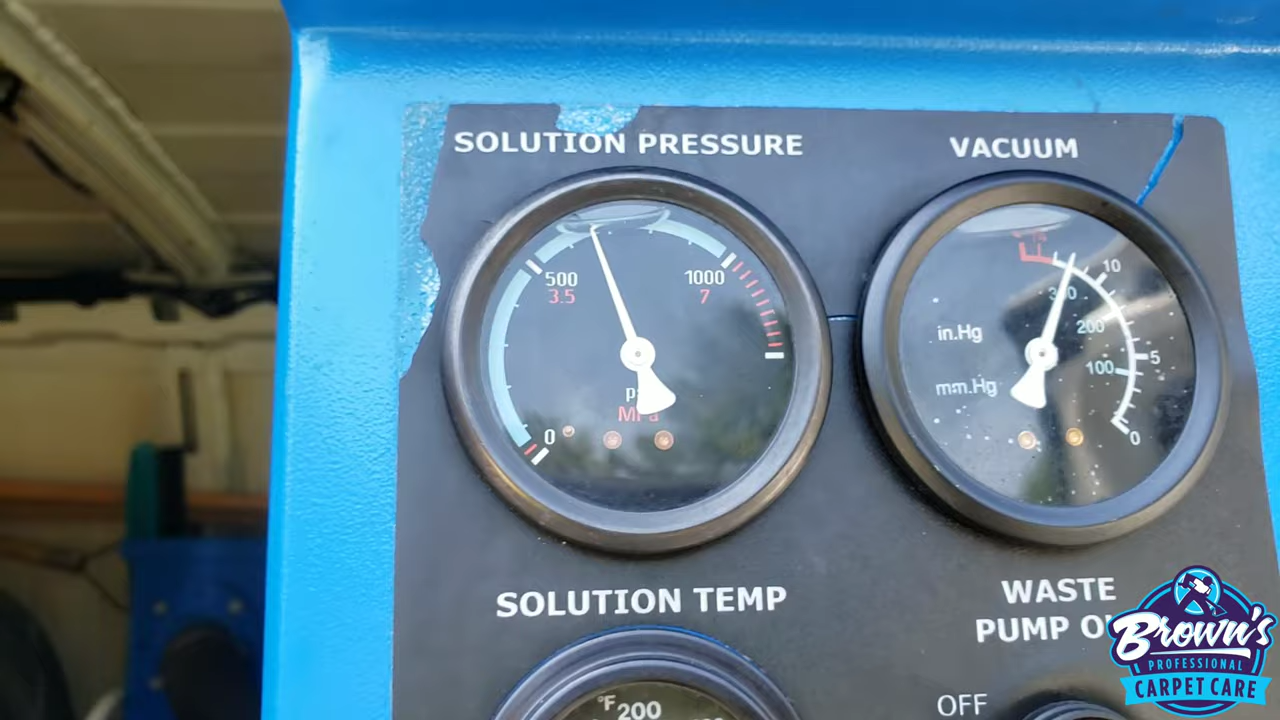 SOLUTION PRESSURE
VACUUM
500
3.5
1000
7
0
MPa
10
300
200
100
5
0
in.Hg
mm.Hg
SOLUTION TEMP
°F
200
WASTE
PUMP
OFF
Brown's
PROFESSIONAL
CARPET CARE